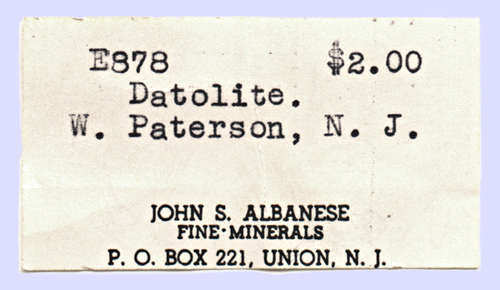 E878 $2.00
Datolite.
W. Paterson, N. J.
JOHN S. ALBANESE
FINE·MINERALS
P. O. BOX 221, UNION, N. J.